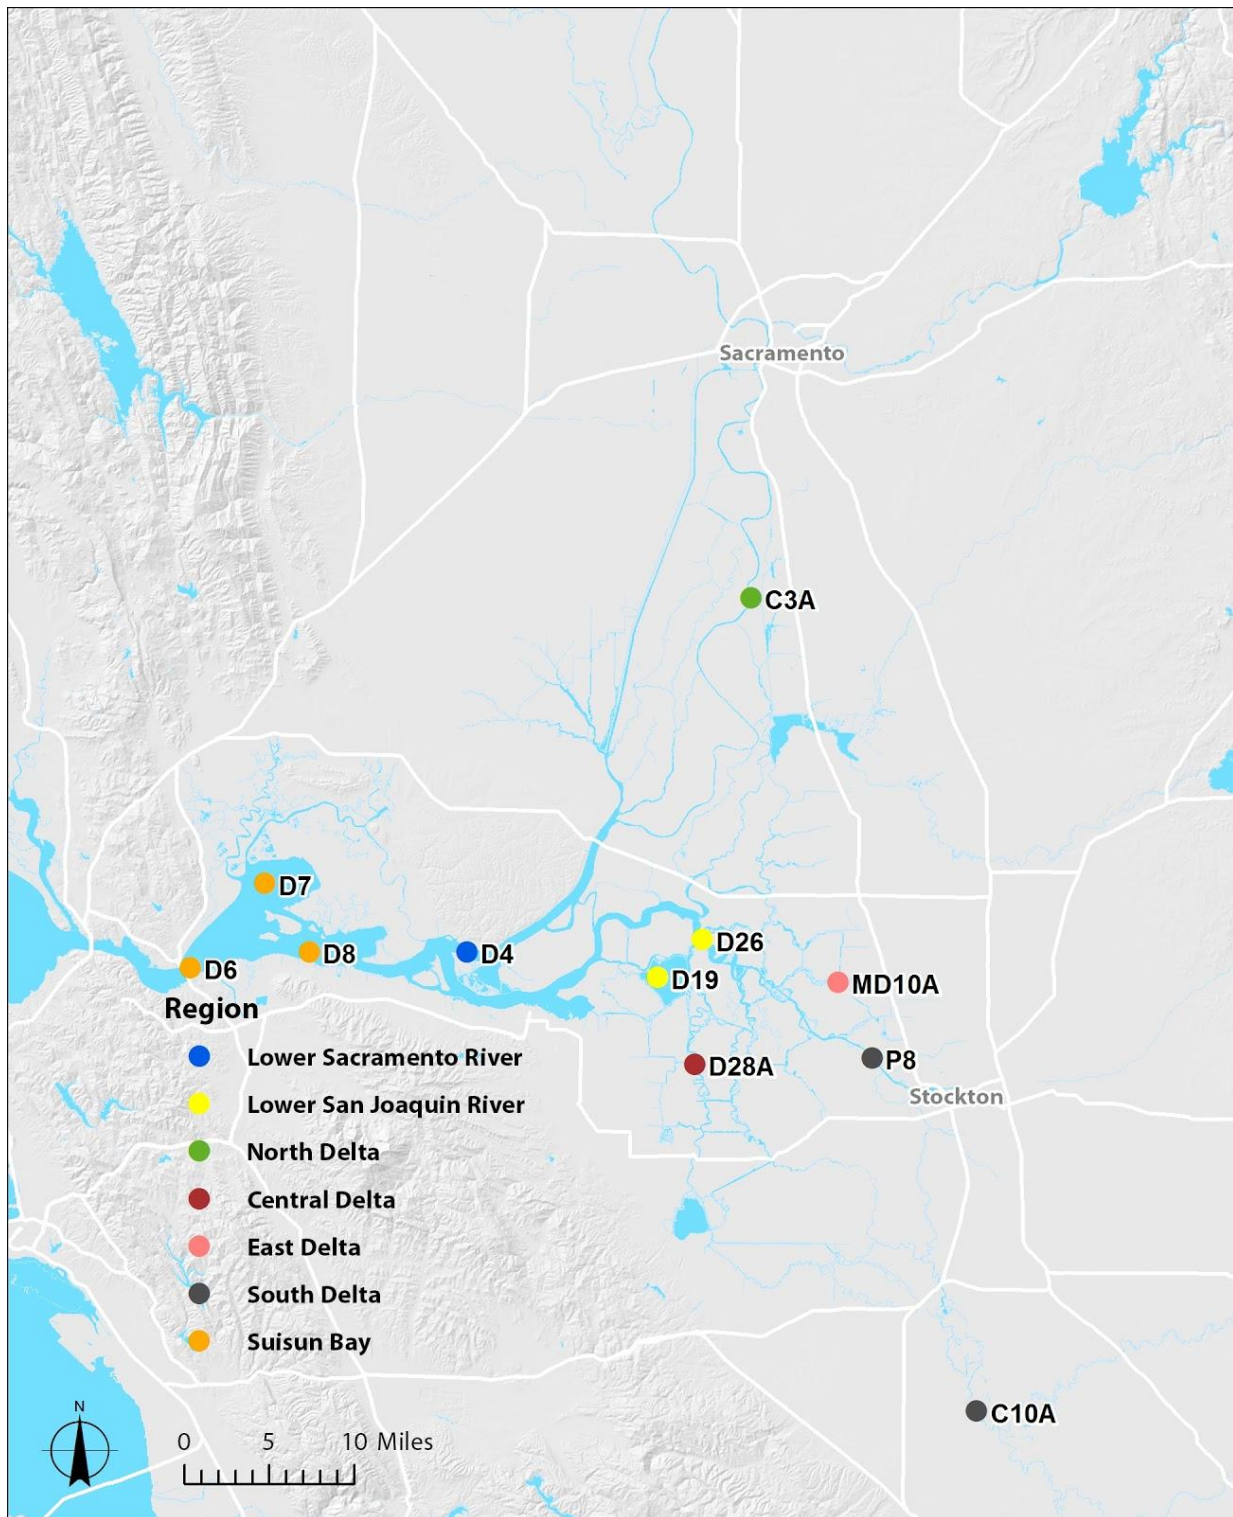 Sacramento
C3A
D7
D26
D8
D4
D6
D19
MD10A
Region
P8
D28A
Stockton
Lower Sacramento River
Lower San Joaquin River
North Delta
Central Delta
East Delta
South Delta
Suisun Bay
C10A
N
0 5 10 Miles